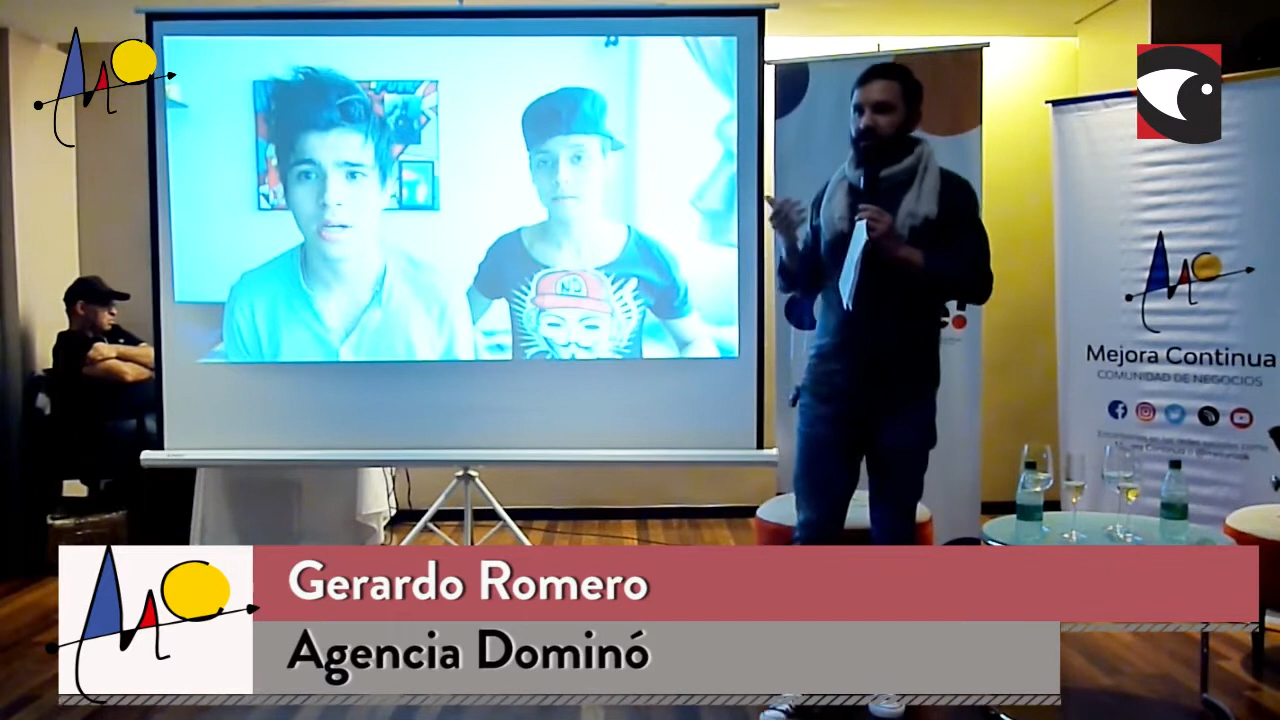 Mejora Continua
COMUNIDAD DE NEGOCIOS
Gerardo Romero
Agencia Dominó